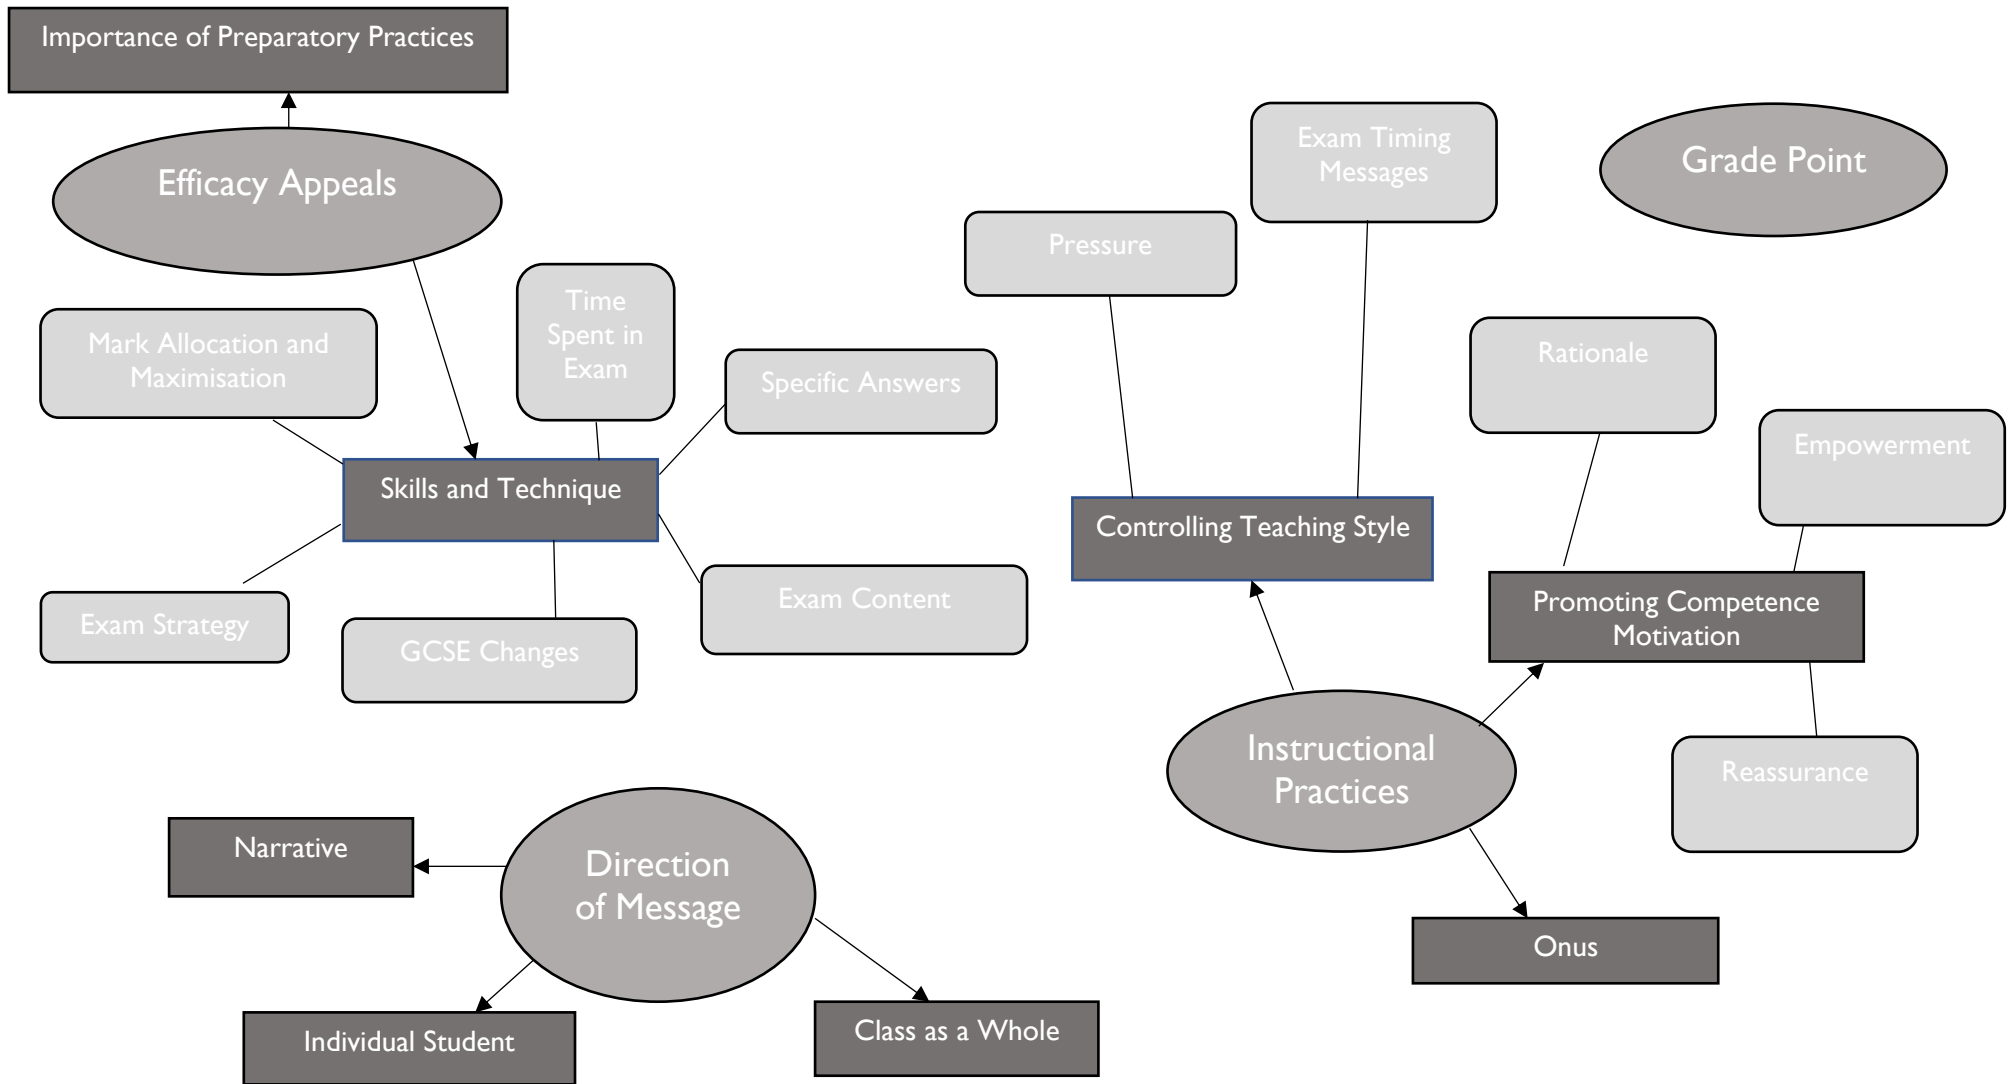 Importance of Preparatory Practices
Efficacy Appeals
Mark Allocation and
Maximisation
Time
Spent in
Exam
Specific Answers
Skills and Technique
Exam Strategy
GCSE Changes
Exam Content
Pressure
Exam Timing
Messages
Grade Point
Rationale
Empowerment
Controlling Teaching Style
Promoting Competence
Motivation
Instructional
Practices
Reassurance
Onus
Narrative
Direction
of Message
Individual Student
Class as a Whole